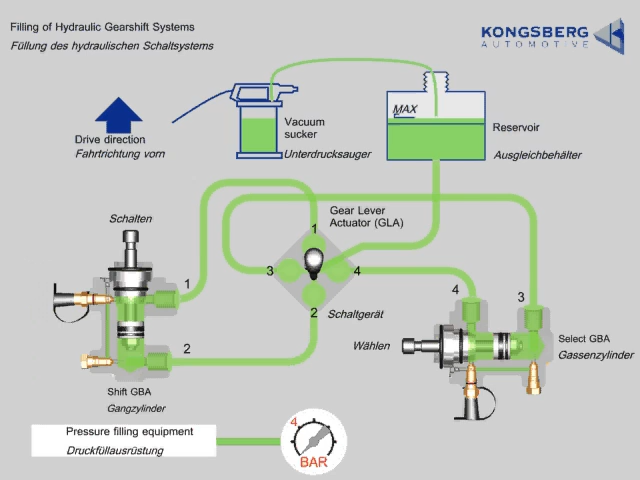 Filling of Hydraulic Gearshift Systems
Füllung des hydraulischen Schaltsystems
KONGSBERG
AUTOMOTIVE
Drive direction
Fahrtrichtung vorn
Vacuum
sucker
Unterdrucksauger
MAX
Reservoir
Ausgleichbehälter
Schalten
Gear Lever
Actuator (GLA)
1
3
4
2
Schaltgerät
1
2
Shift GBA
Gangzylinder
4
3
Wählen
Select GBA
Gassenzylinder
Pressure filling equipment
Druckfüllausrüstung
4
BAR